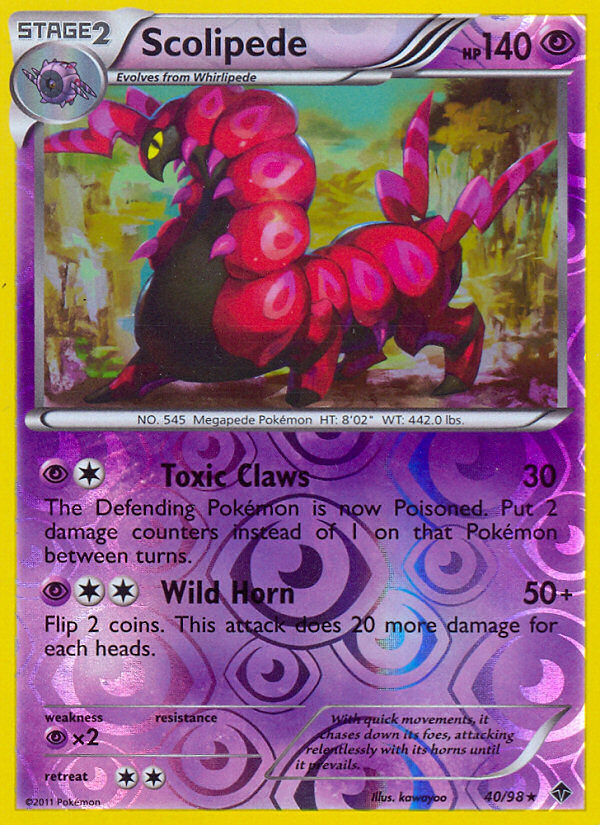 STAGE2
Scolipede
HP140
Evolves from Whirlipede
NO. 545 Megapede Pokémon HT: 8'02" WT: 442.0 lbs.
Toxic Claws 30
The Defending Pokémon is now Poisoned. Put 2
damage counters instead of 1 on that Pokémon
between turns.
Wild Horn 50+
Flip 2 coins. This attack does 20 more damage for
each heads.
weakness resistance
×2
retreat
With quick movements, it
chases down its foes, attacking
relentlessly with its horns until
it prevails.
©2011 Pokémon
Illus. kawayoo
40/98★